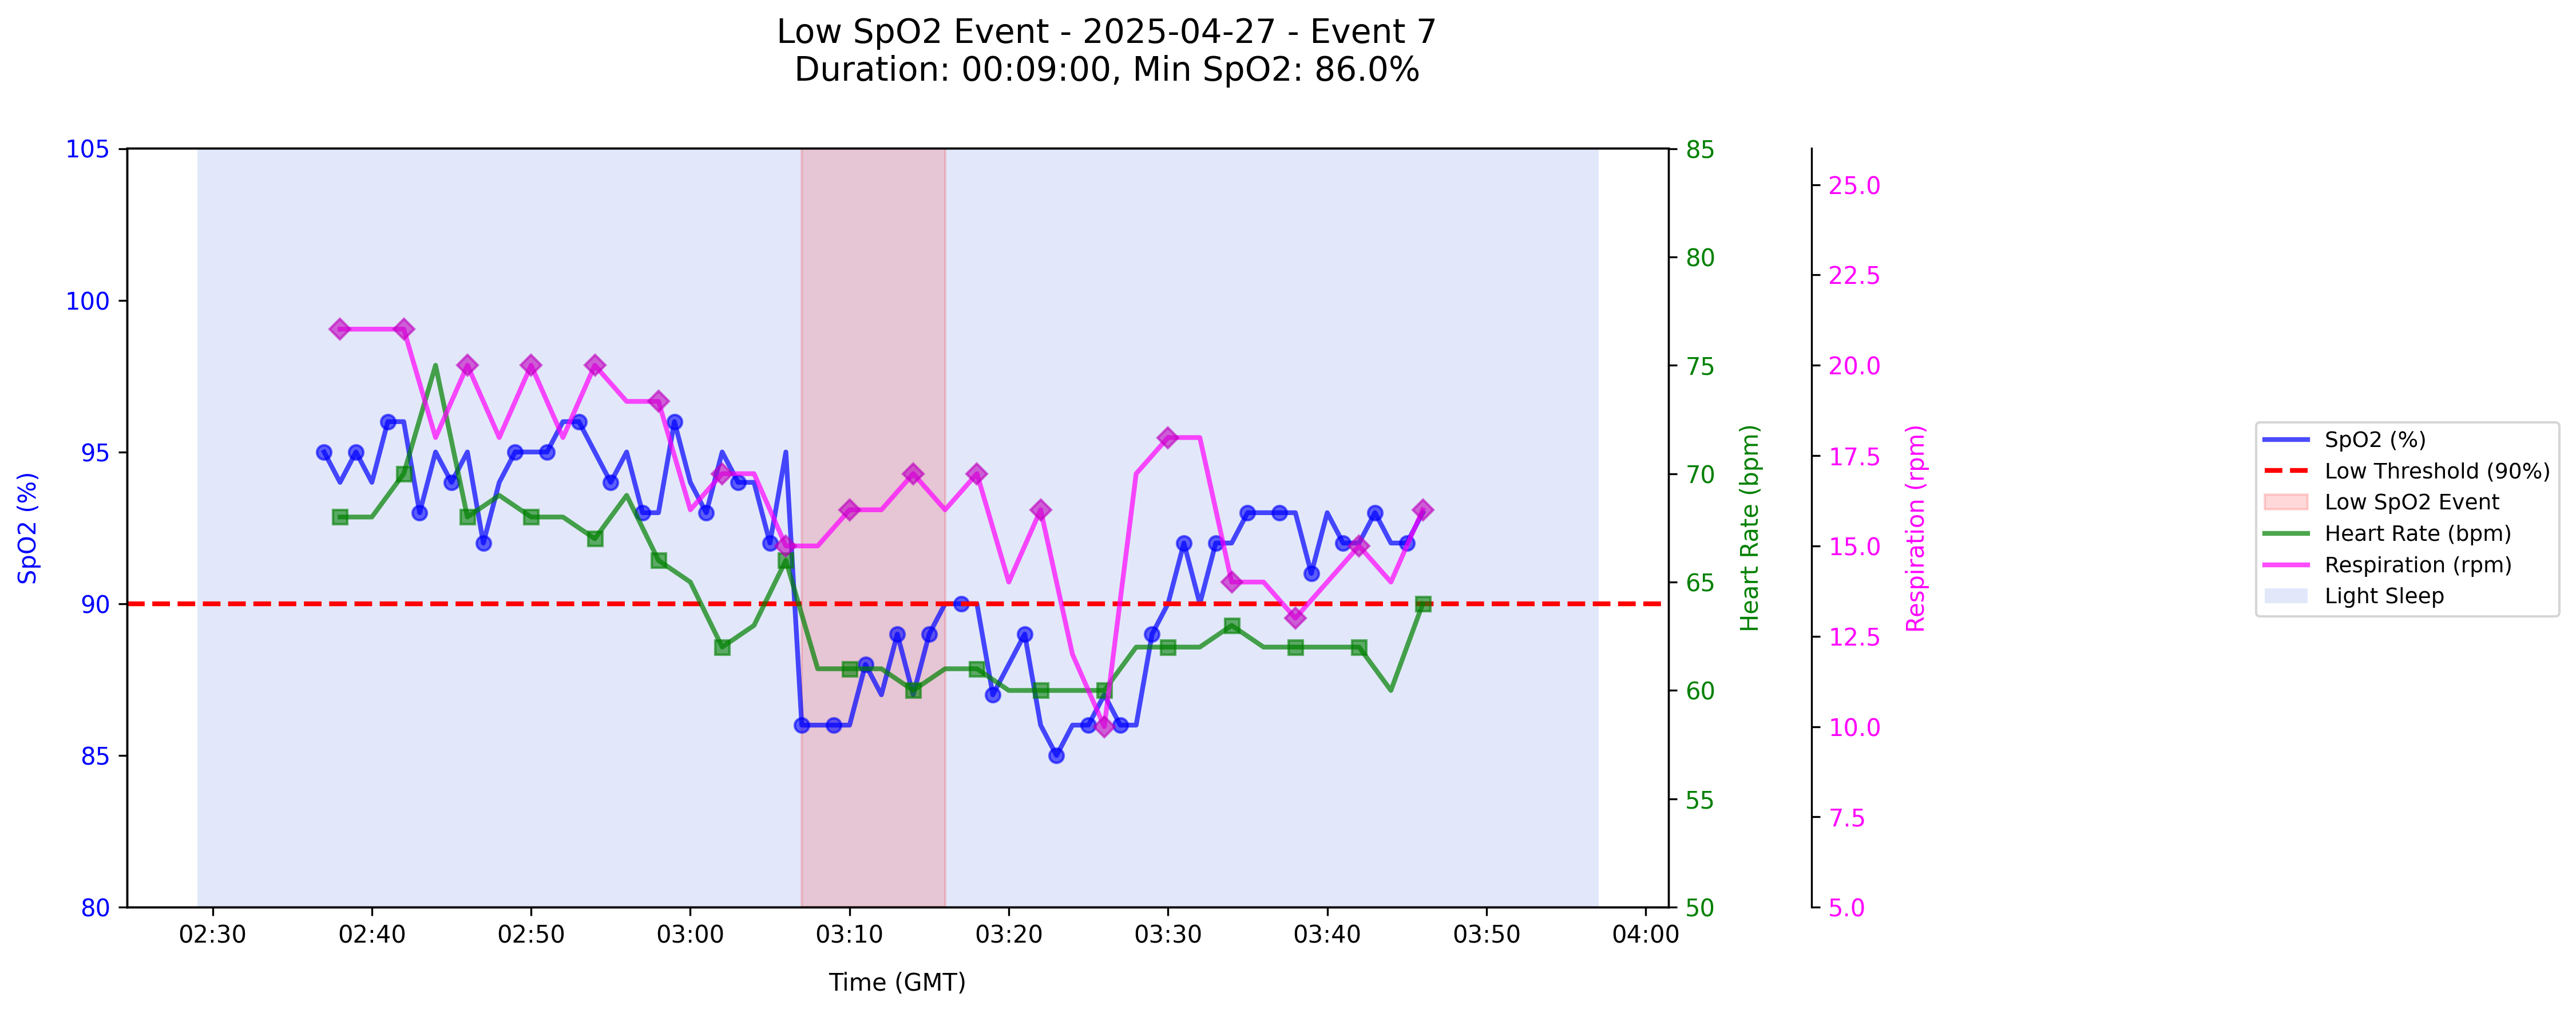 Low SpO2 Event - 2025-04-27 - Event 7
Duration: 00:09:00, Min SpO2: 86.0%
105
100
95
90
85
80
SpO2 (%)
02:30
02:40
02:50
03:00
03:10
03:20
03:30
03:40
03:50
04:00
Time (GMT)
85
80
75
70
65
60
55
50
Heart Rate (bpm)
25.0
22.5
20.0
17.5
15.0
12.5
10.0
7.5
5.0
Respiration (rpm)
SpO2 (%)
Low Threshold (90%)
Low SpO2 Event
Heart Rate (bpm)
Respiration (rpm)
Light Sleep